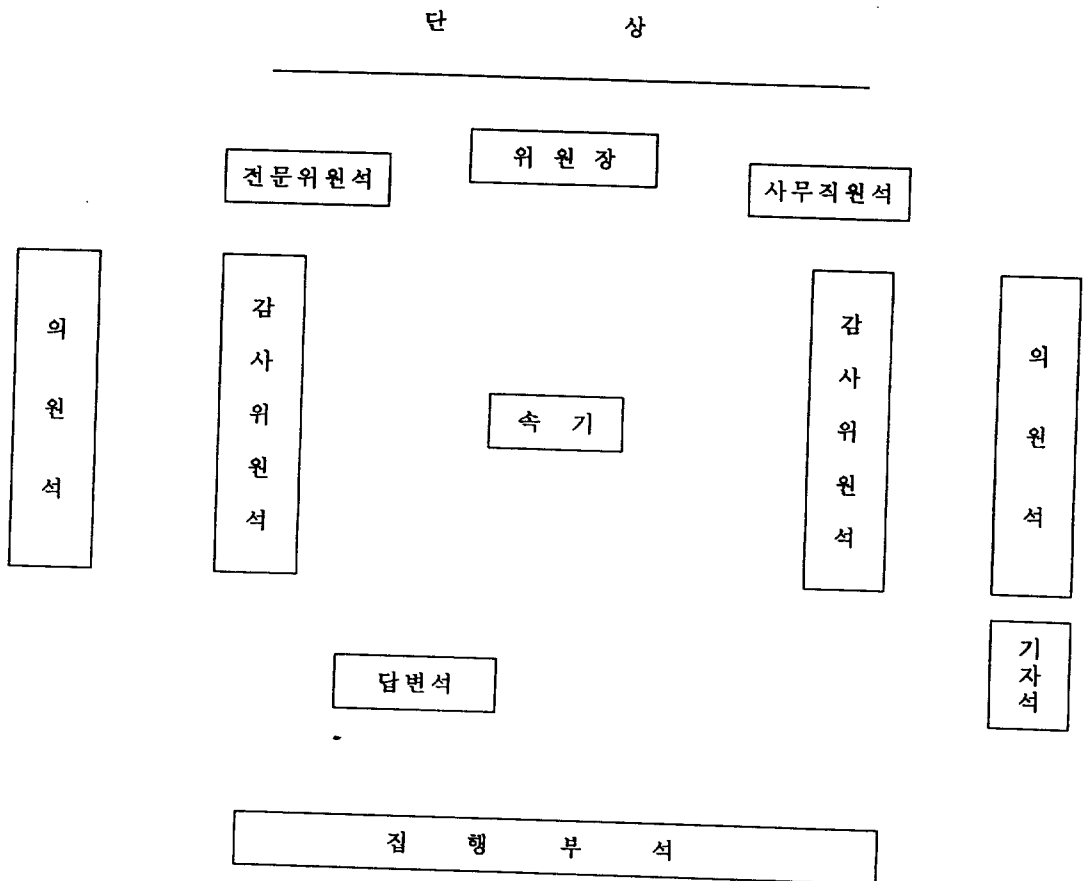 단 상
위 원 장
전문위원석
사무직원석
의원석
감사위원석
속 기
감사위원석
의원석
답변석
기자석
집 행 부 석